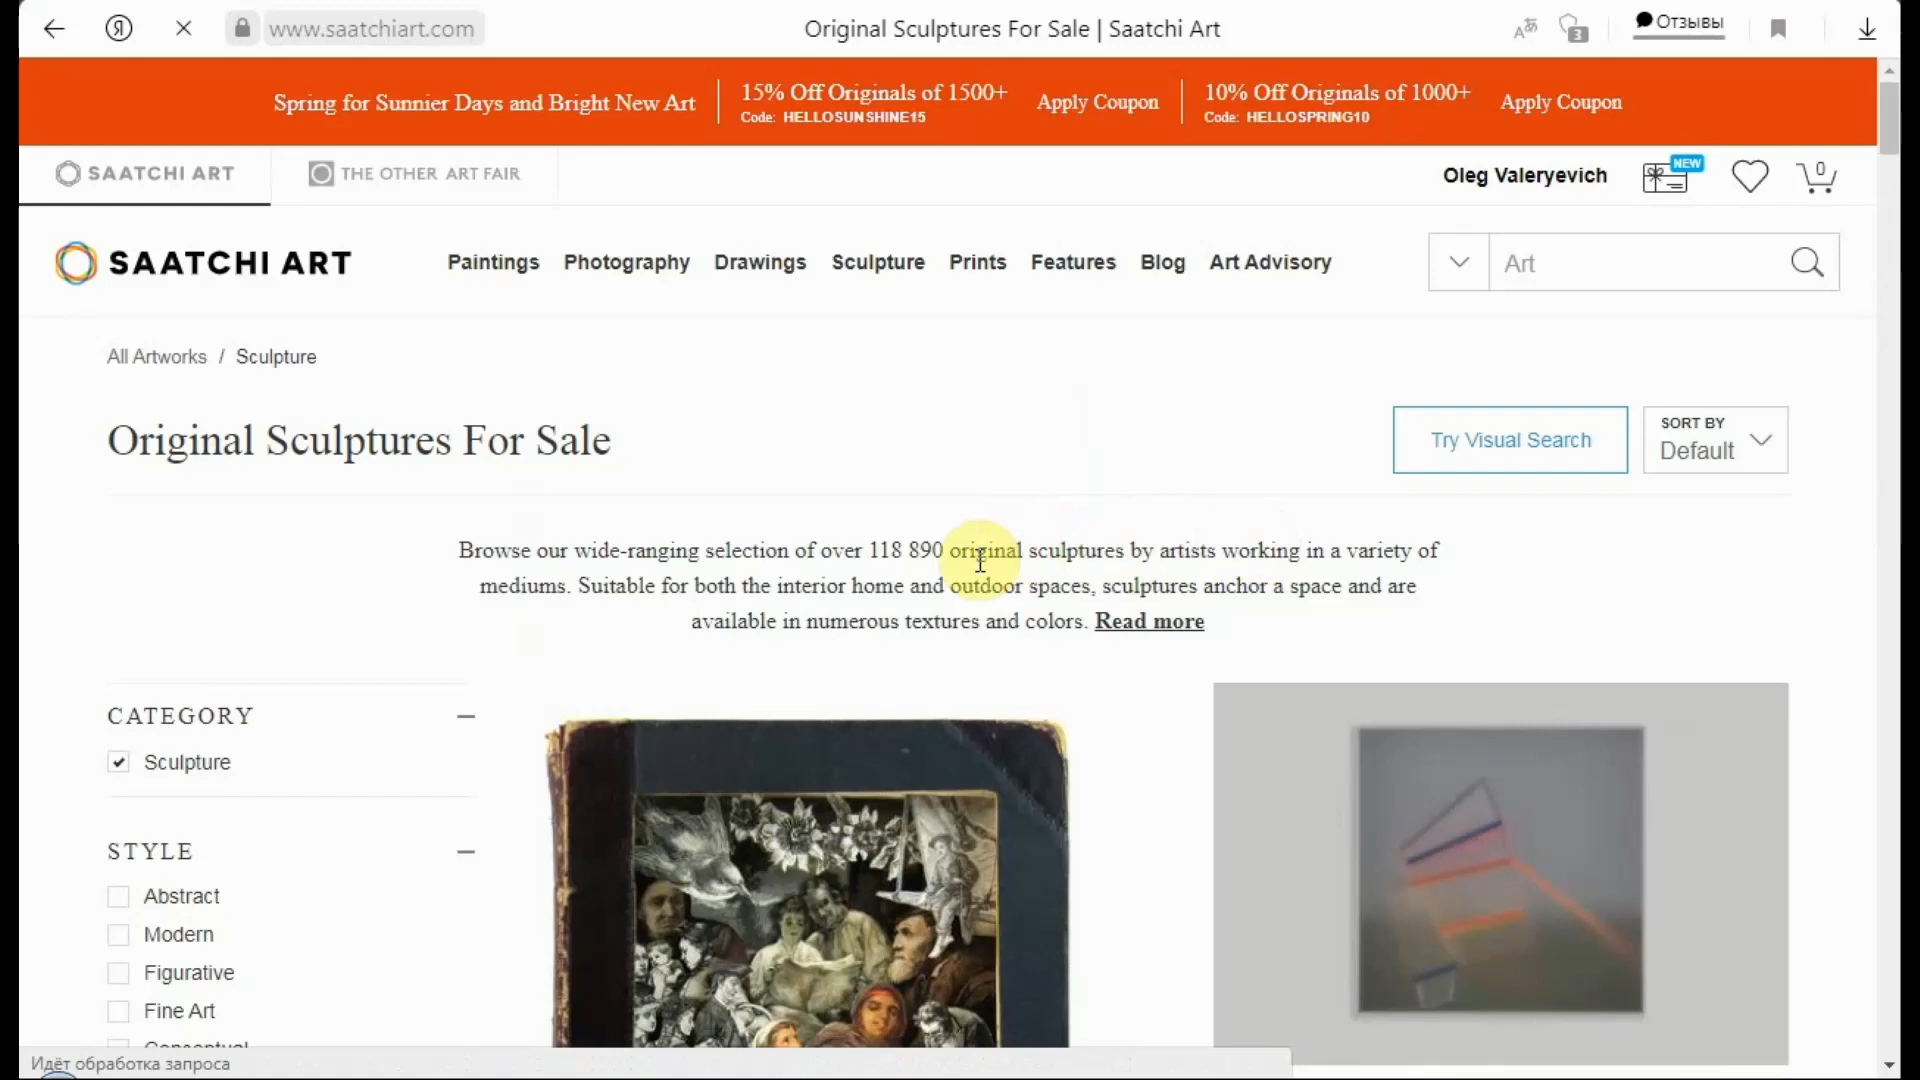 www.saatchiart.com
Original Sculptures For Sale | Saatchi Art
3
Отзывы
Spring for Sunnier Days and Bright New Art
15% Off Originals of 1500+
Code: HELLOSUNSHINE15
Apply Coupon
10% Off Originals of 1000+
Code: HELLOSPRING10
Apply Coupon
SAATCHI ART
THE OTHER ART FAIR
Oleg Valeryevich
NEW
0
SAATCHI ART
Paintings
Photography
Drawings
Sculpture
Prints
Features
Blog
Art Advisory
Art
All Artworks / Sculpture
Original Sculptures For Sale
Try Visual Search
SORT BY
Default
Browse our wide-ranging selection of over 118 890 original sculptures by artists working in a variety of
mediums. Suitable for both the interior home and outdoor spaces, sculptures anchor a space and are
available in numerous textures and colors. Read more
CATEGORY
Sculpture
STYLE
Abstract
Modern
Figurative
Fine Art
Conceptual
Идёт обработка запроса